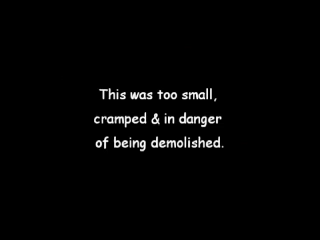 This was too small,
cramped & in danger
of being demolished.